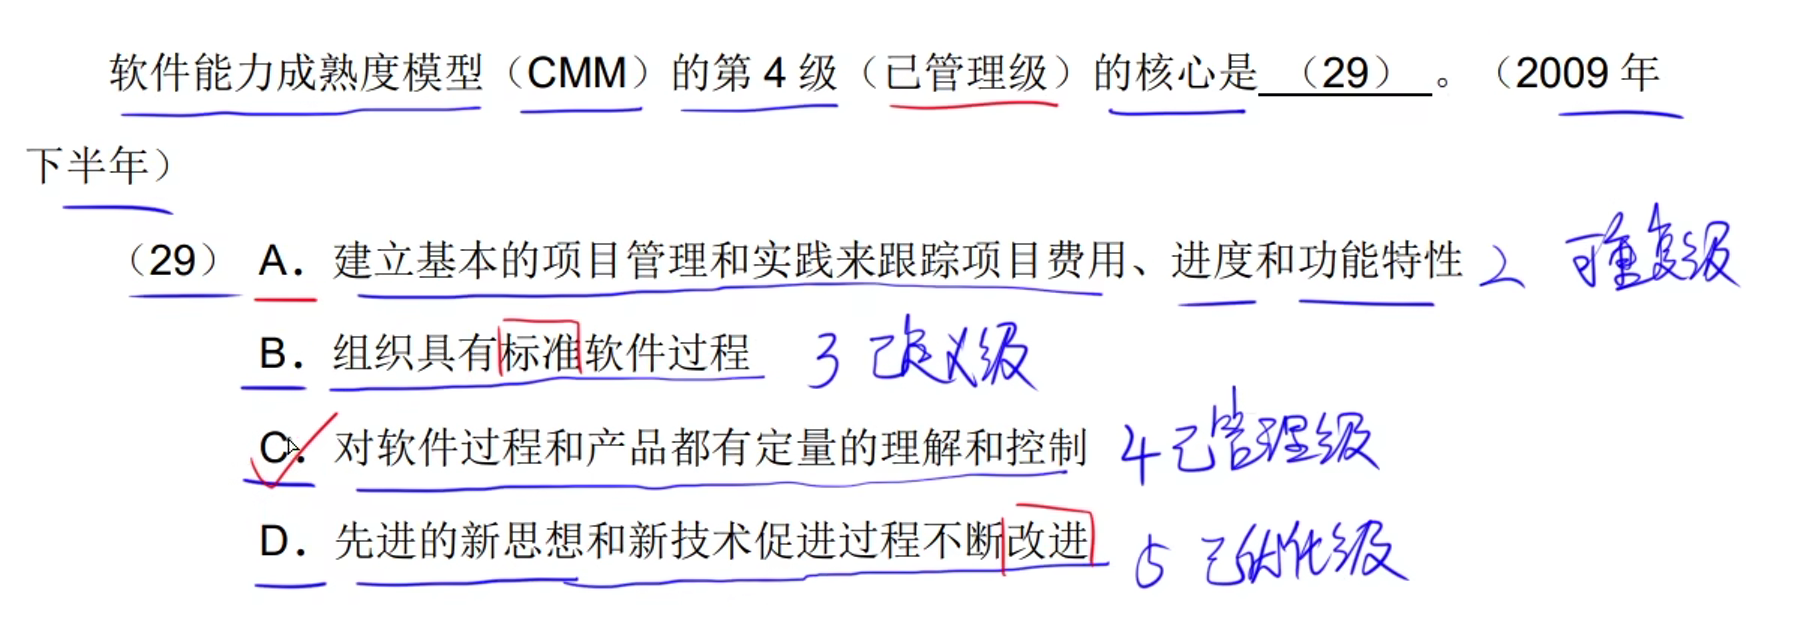 软件能力成熟度模型（CMM）的第 4 级（已管理级）的核心是 （29） 。（2009 年
下半年）
（29） A．建立基本的项目管理和实践来跟踪项目费用、进度和功能特性 2 可重复级
B．组织具有标准软件过程 3 已定义级
C．对软件过程和产品都有定量的理解和控制 4 已管理级
D．先进的新思想和新技术促进过程不断改进 5 已优化级